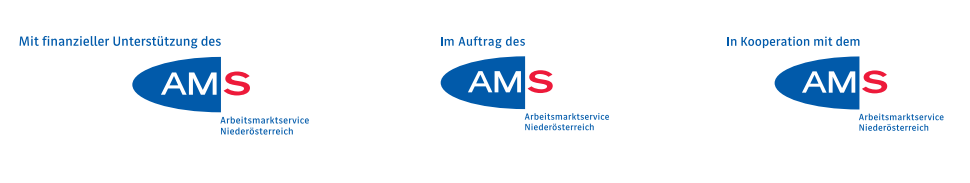 Mit finanzieller Unterstützung des
AMS
Arbeitsmarktservice
Niederösterreich
Im Auftrag des
AMS
Arbeitsmarktservice
Niederösterreich
In Kooperation mit dem
AMS
Arbeitsmarktservice
Niederösterreich